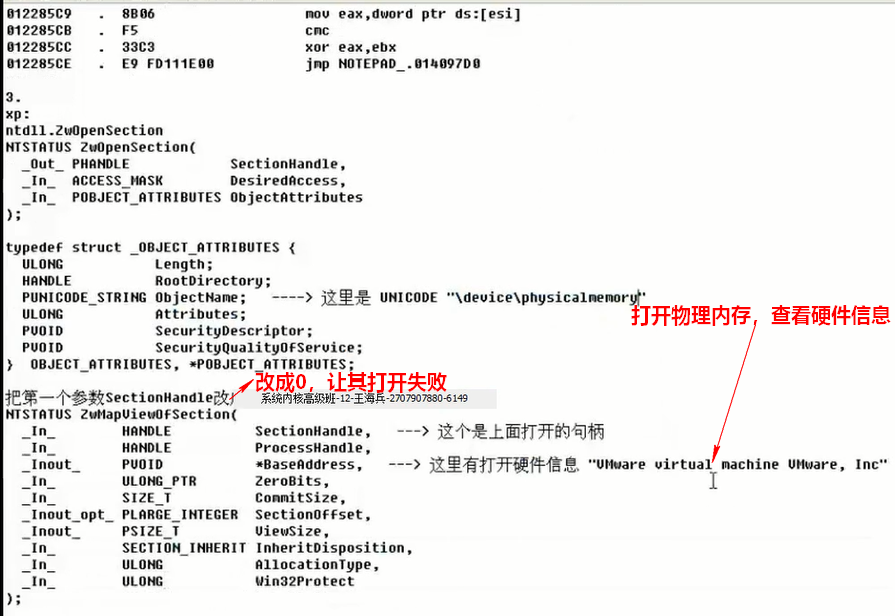 012285C9 . 8B06 mov eax,dword ptr ds:[esi]
012285CB . F5 cmc
012285CC . 33C3 xor eax,ebx
012285CE . E9 FD111E00 jmp NOTEPAD_.014097D0
3.
xp:
ntdll.ZwOpenSection
NTSTATUS ZwOpenSection(
_Out_ PHANDLE SectionHandle,
_In_ ACCESS_MASK DesiredAccess,
_In_ POBJECT_ATTRIBUTES ObjectAttributes
);
typedef struct _OBJECT_ATTRIBUTES {
ULONG Length;
HANDLE RootDirectory;
PUNICODE_STRING ObjectName; ----> 这里是 UNICODE "\device\physicalmemory"
ULONG Attributes;
打开物理内存，查看硬件信息
PVOID SecurityDescriptor;
PVOID SecurityQualityOfService;
} OBJECT_ATTRIBUTES, *POBJECT_ATTRIBUTES;
改成0，让其打开失败
把第一个参数SectionHandle改
系统内核高级班-12-王海兵-2707907880-6149
NTSTATUS ZwMapViewOfSection(
_In_ HANDLE SectionHandle, ---> 这个是上面打开的句柄
_In_ HANDLE ProcessHandle,
_Inout_ PVOID *BaseAddress, ---> 这里有打开硬件信息 "VMware virtual machine VMware, Inc"
_In_ ULONG_PTR ZeroBits,
_In_ SIZE_T CommitSize,
_Inout_opt_ PLARGE_INTEGER SectionOffset,
_Inout_ PSIZE_T ViewSize,
_In_ SECTION_INHERIT InheritDisposition,
_In_ ULONG AllocationType,
_In_ ULONG Win32Protect
);